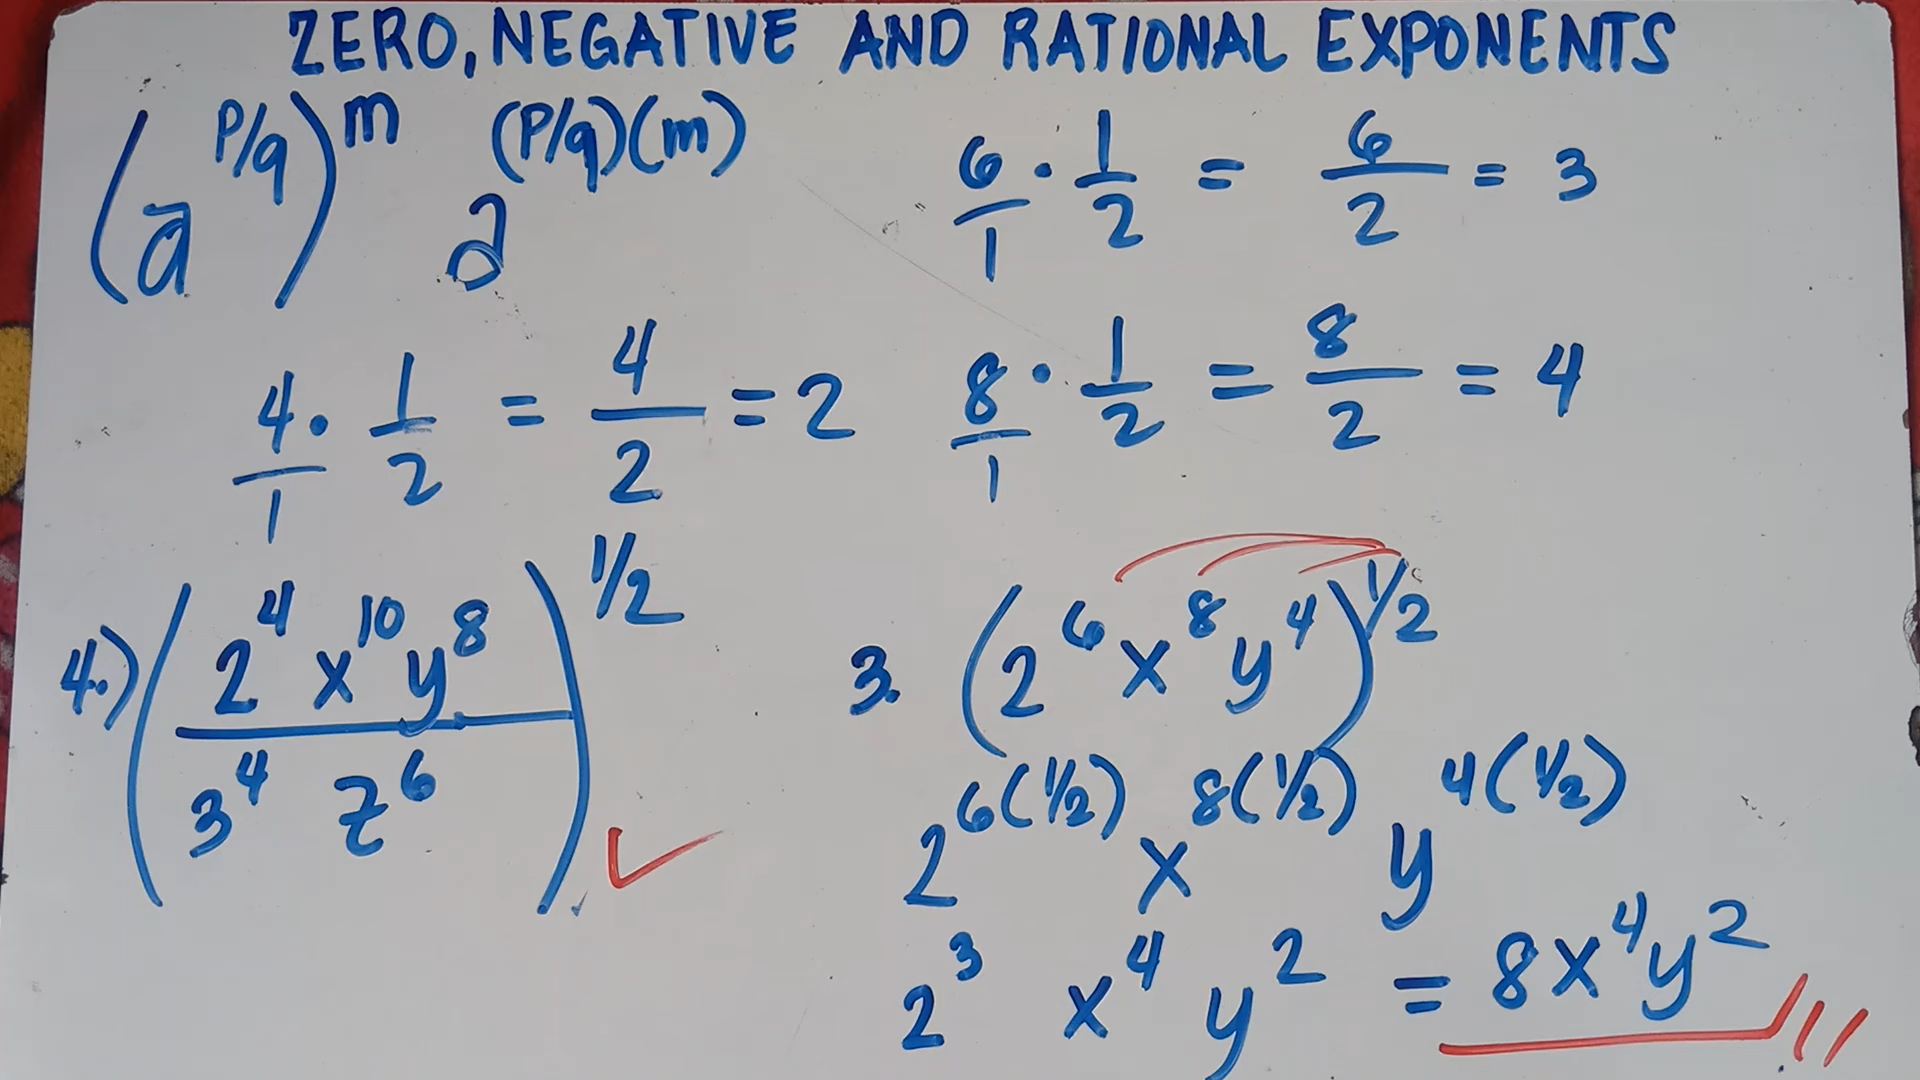 ZERO, NEGATIVE AND RATIONAL EXPONENTS
(a^(p/q))^m a^((p/q)(m))
6/1 · 1/2 = 6/2 = 3
4/1 · 1/2 = 4/2 = 2
8/1 · 1/2 = 8/2 = 4
4.) (2^4 x^10 y^8 / 3^4 z^6)^(1/2)
3. (2^6 x^8 y^4)^(1/2)
2^(6(1/2)) x^(8(1/2)) y^(4(1/2))
2^3 x^4 y^2 = 8x^4y^2